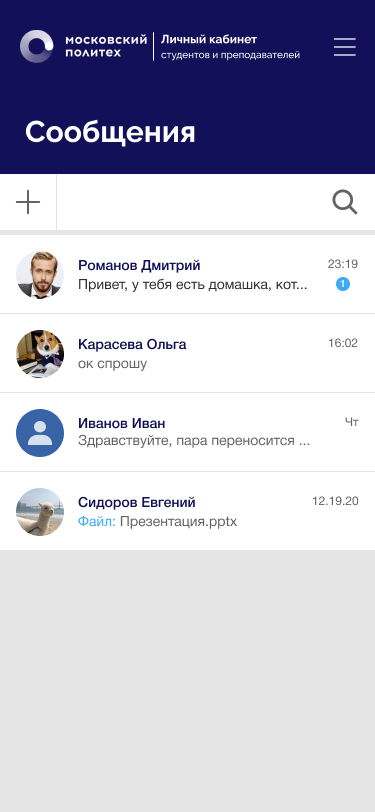 московский
политех
Личный кабинет
студентов и преподавателей
Сообщения
Романов Дмитрий
23:19
Привет, у тебя есть домашка, кот...
1
Карасева Ольга
16:02
ок спрошу
Иванов Иван
Чт
Здравствуйте, пара переносится ...
Сидоров Евгений
12.19.20
Файл: Презентация.pptx